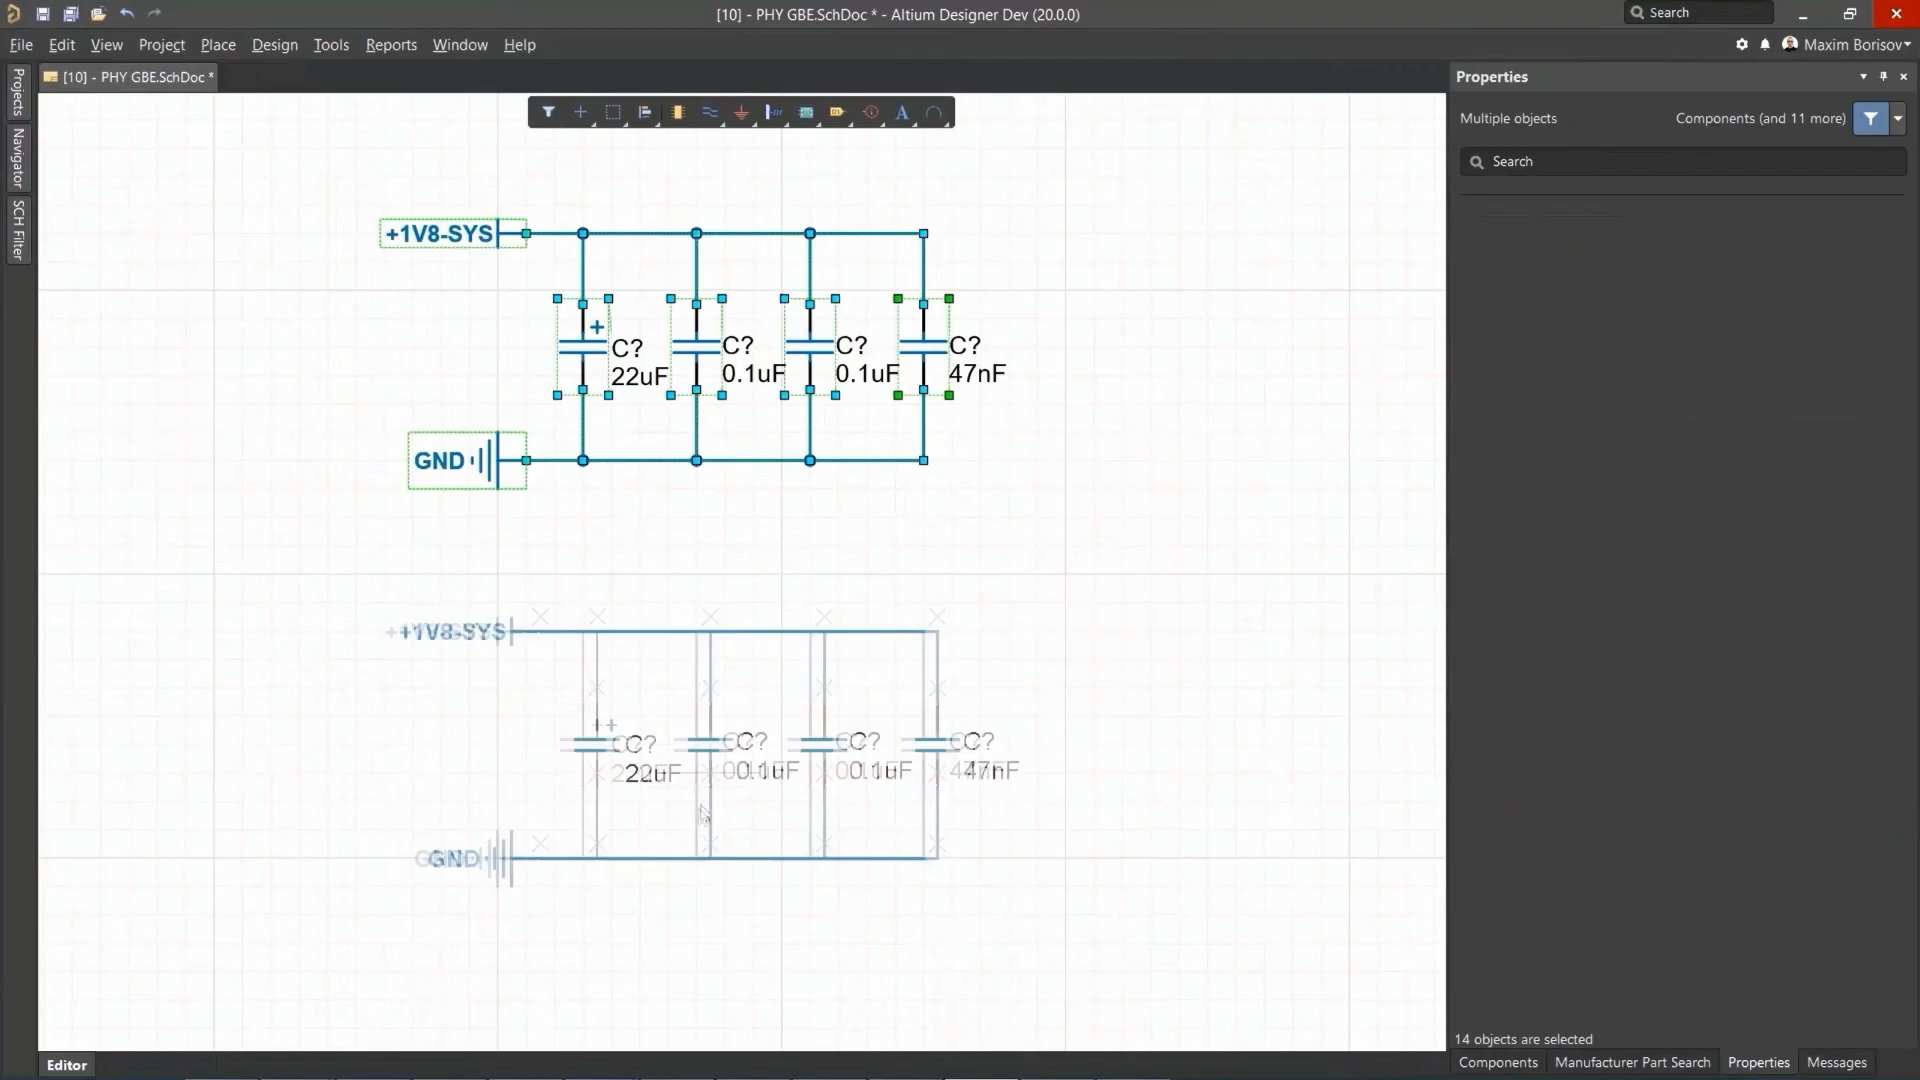 [10] - PHY GBE.SchDoc * - Altium Designer Dev (20.0.0)
Search
File Edit View Project Place Design Tools Reports Window Help
Maxim Borisov
Projects
Navigator
SCH Filter
[10] - PHY GBE.SchDoc *
Properties
Multiple objects
Components (and 11 more)
Search
A
+1V8-SYS
C?
22uF
C?
0.1uF
C?
0.1uF
C?
47nF
GND
+1V8-SYS
C?
22uF
C?
0.1uF
C?
0.1uF
C?
47nF
GND
14 objects are selected
Editor
Components Manufacturer Part Search Properties Messages